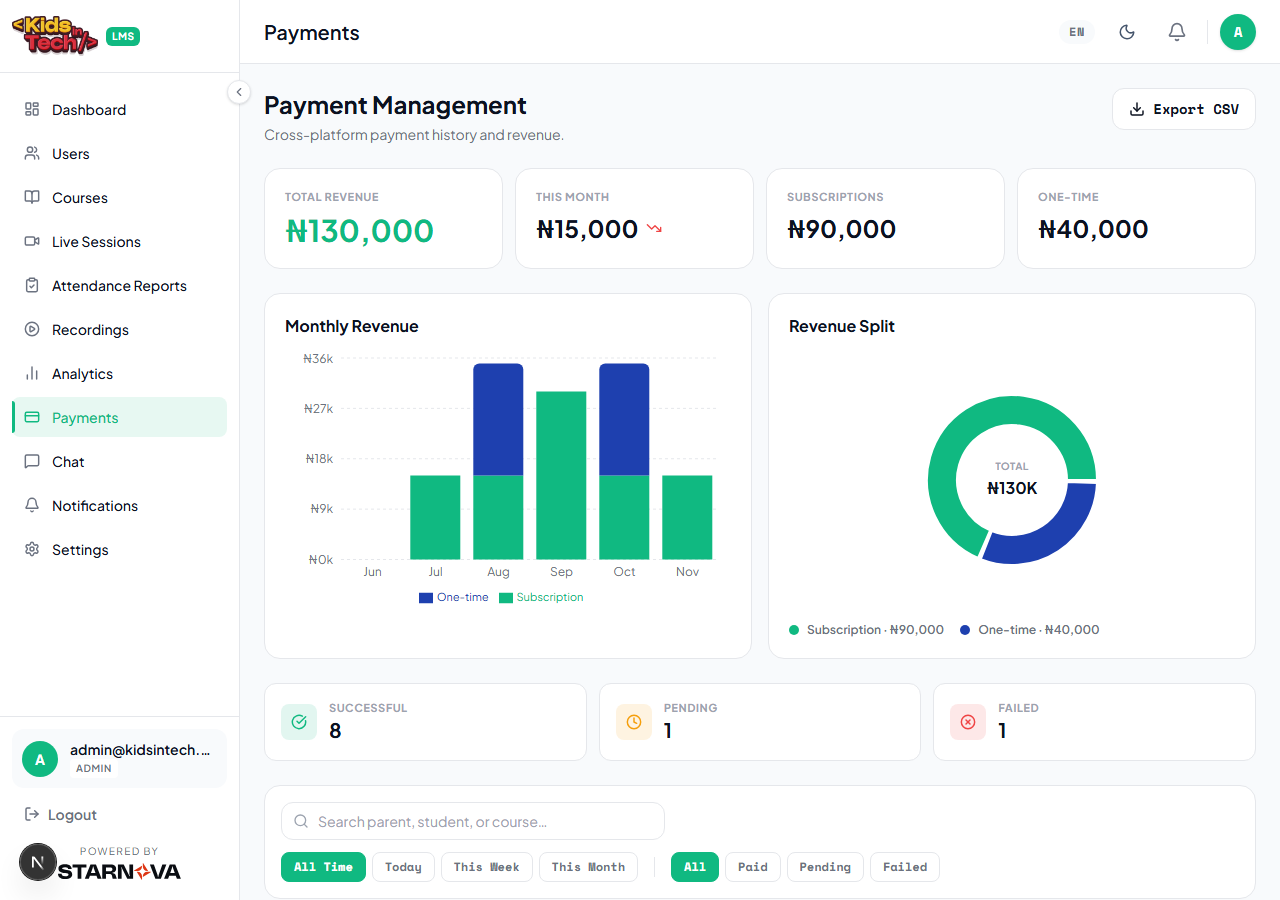 <Kids in Tech/>
LMS
Payments
EN
A
Dashboard
Users
Courses
Live Sessions
Attendance Reports
Recordings
Analytics
Payments
Chat
Notifications
Settings
admin@kidsintech....
A
ADMIN
Logout
N
POWERED BY
STARNOVA
Payment Management
Cross-platform payment history and revenue.
Export CSV
TOTAL REVENUE
₦130,000
THIS MONTH
₦15,000
SUBSCRIPTIONS
₦90,000
ONE-TIME
₦40,000
Monthly Revenue
₦36k
₦27k
₦18k
₦9k
₦0k
Jun Jul Aug Sep Oct Nov
One-time Subscription
Revenue Split
TOTAL
₦130K
Subscription · ₦90,000 One-time · ₦40,000
SUCCESSFUL
8
PENDING
1
FAILED
1
Search parent, student, or course...
All Time Today This Week This Month All Paid Pending Failed